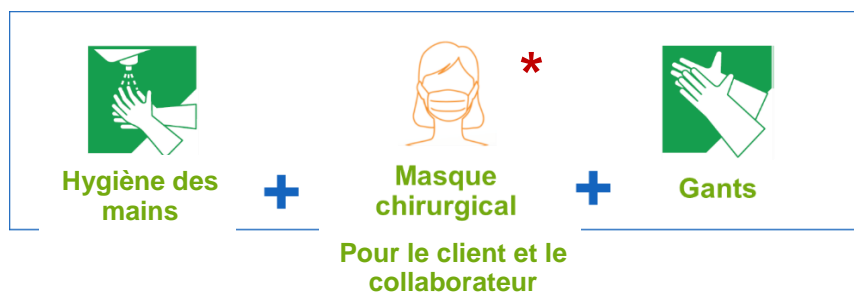 *
Hygiène des
mains
+
Masque
chirurgical
+
Gants
Pour le client et le
collaborateur